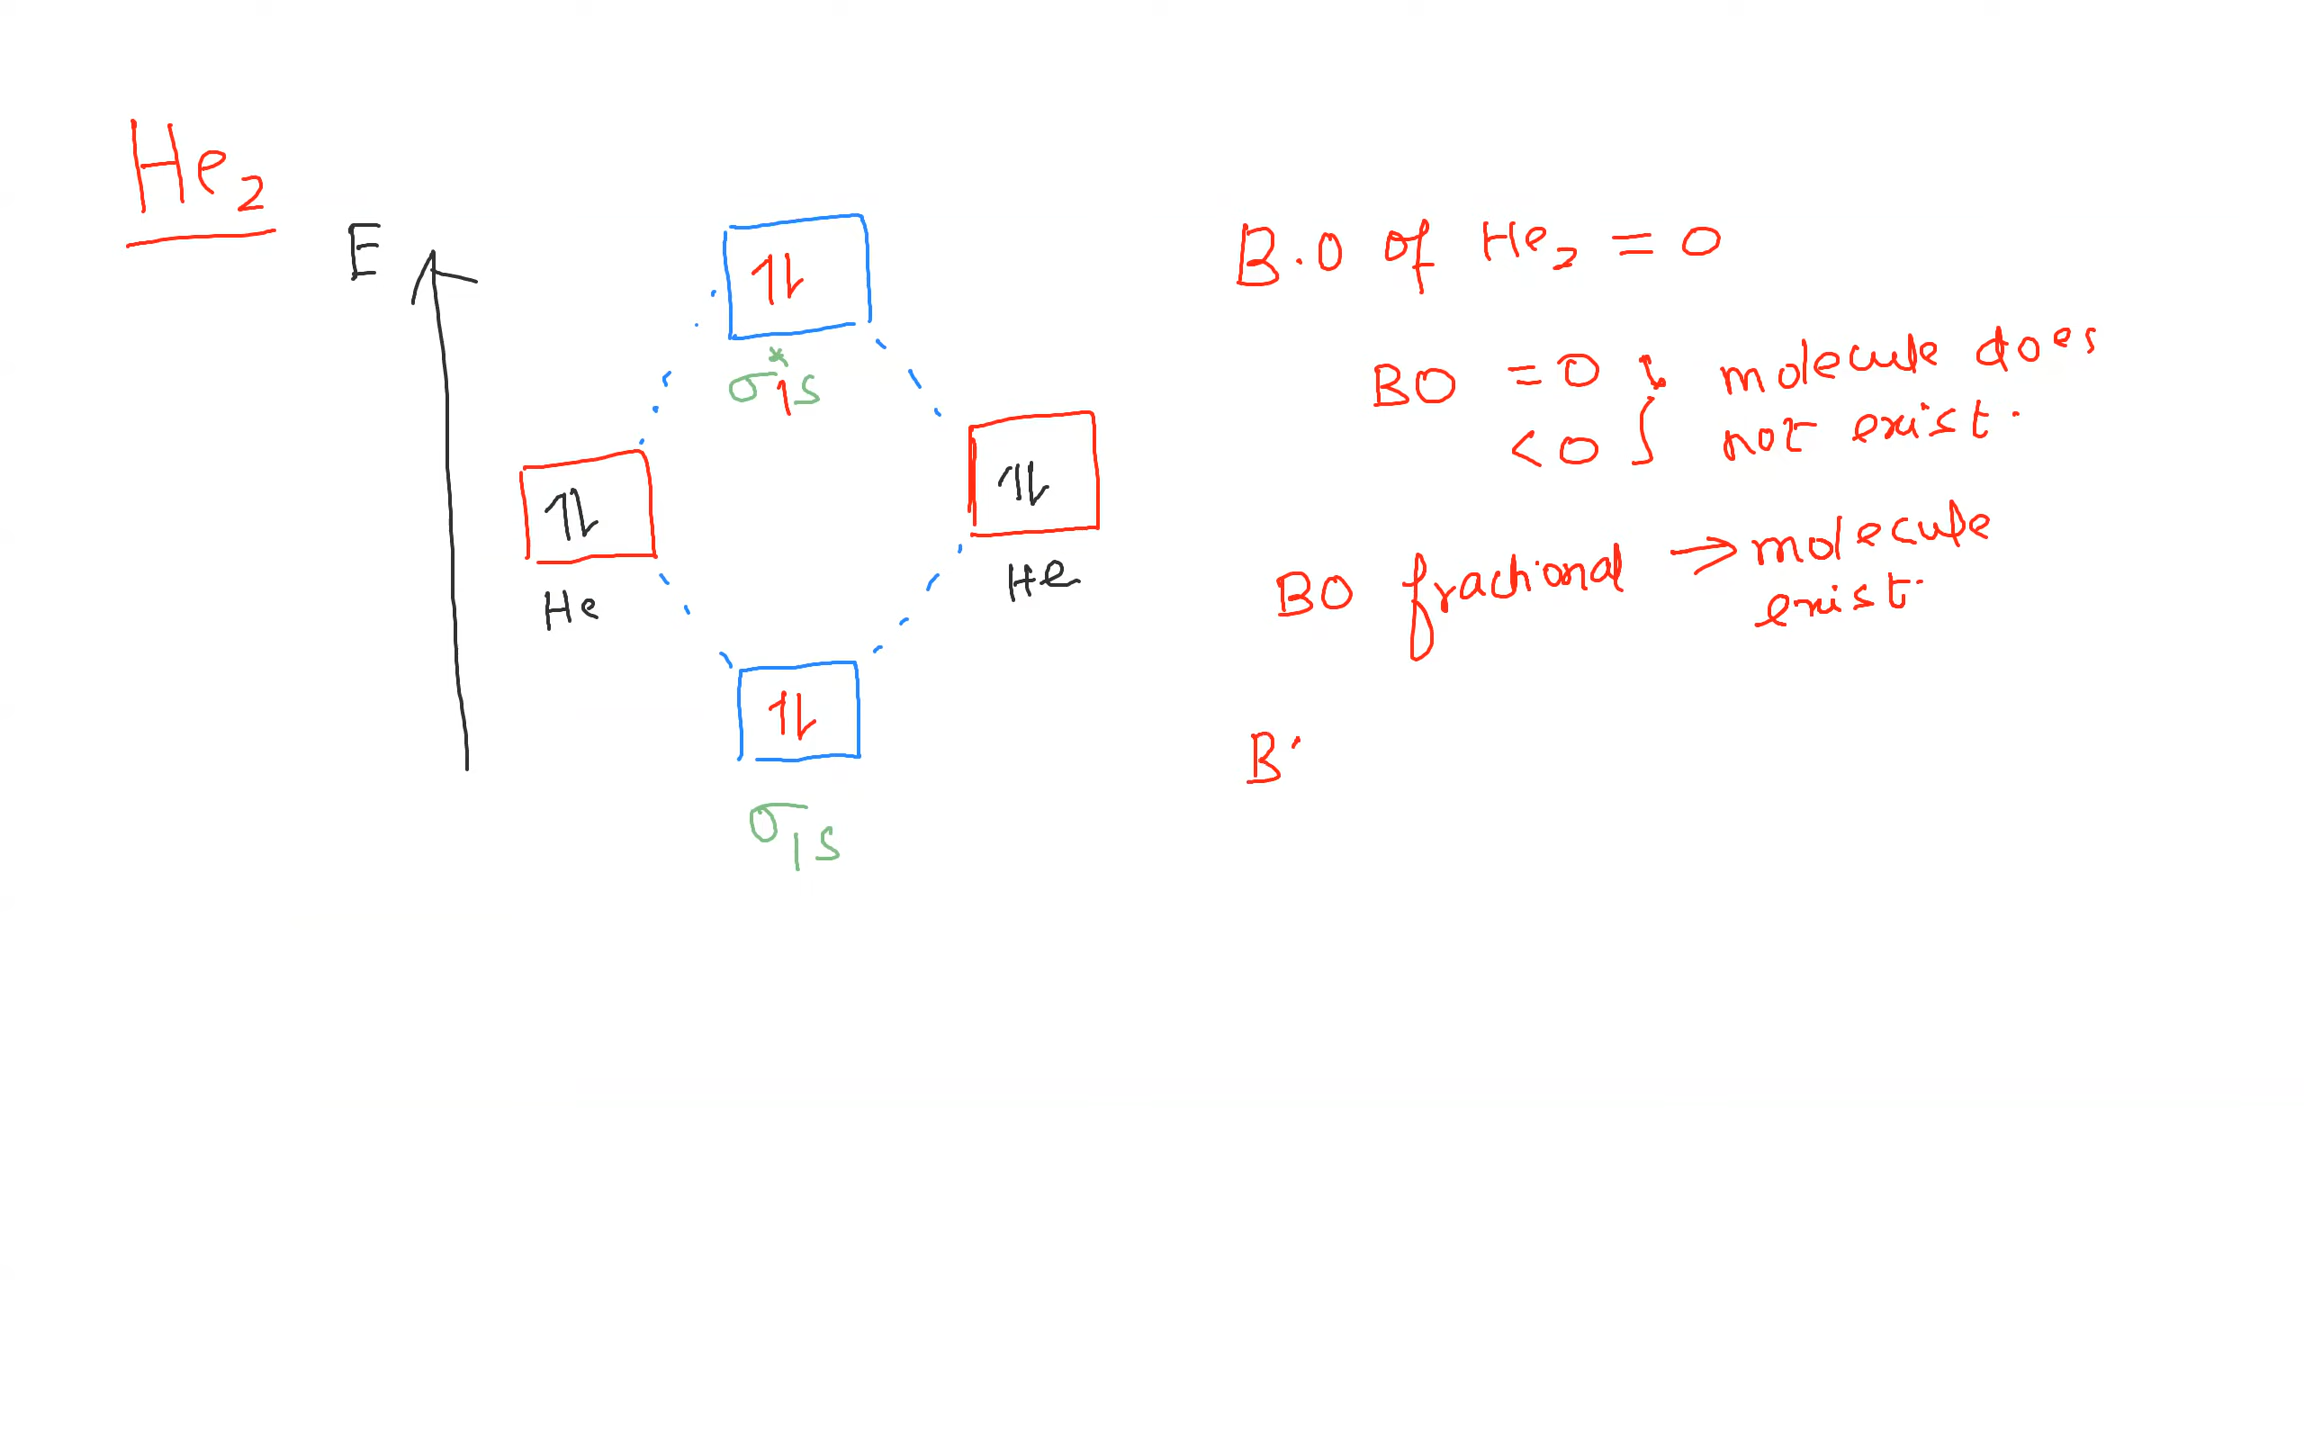 He₂
E
σ*1s
He
He
σ1s
B.O of He₂ = 0
BO = 0 } molecule does
< 0 not exist.
BO fractional → molecule
exist.
B